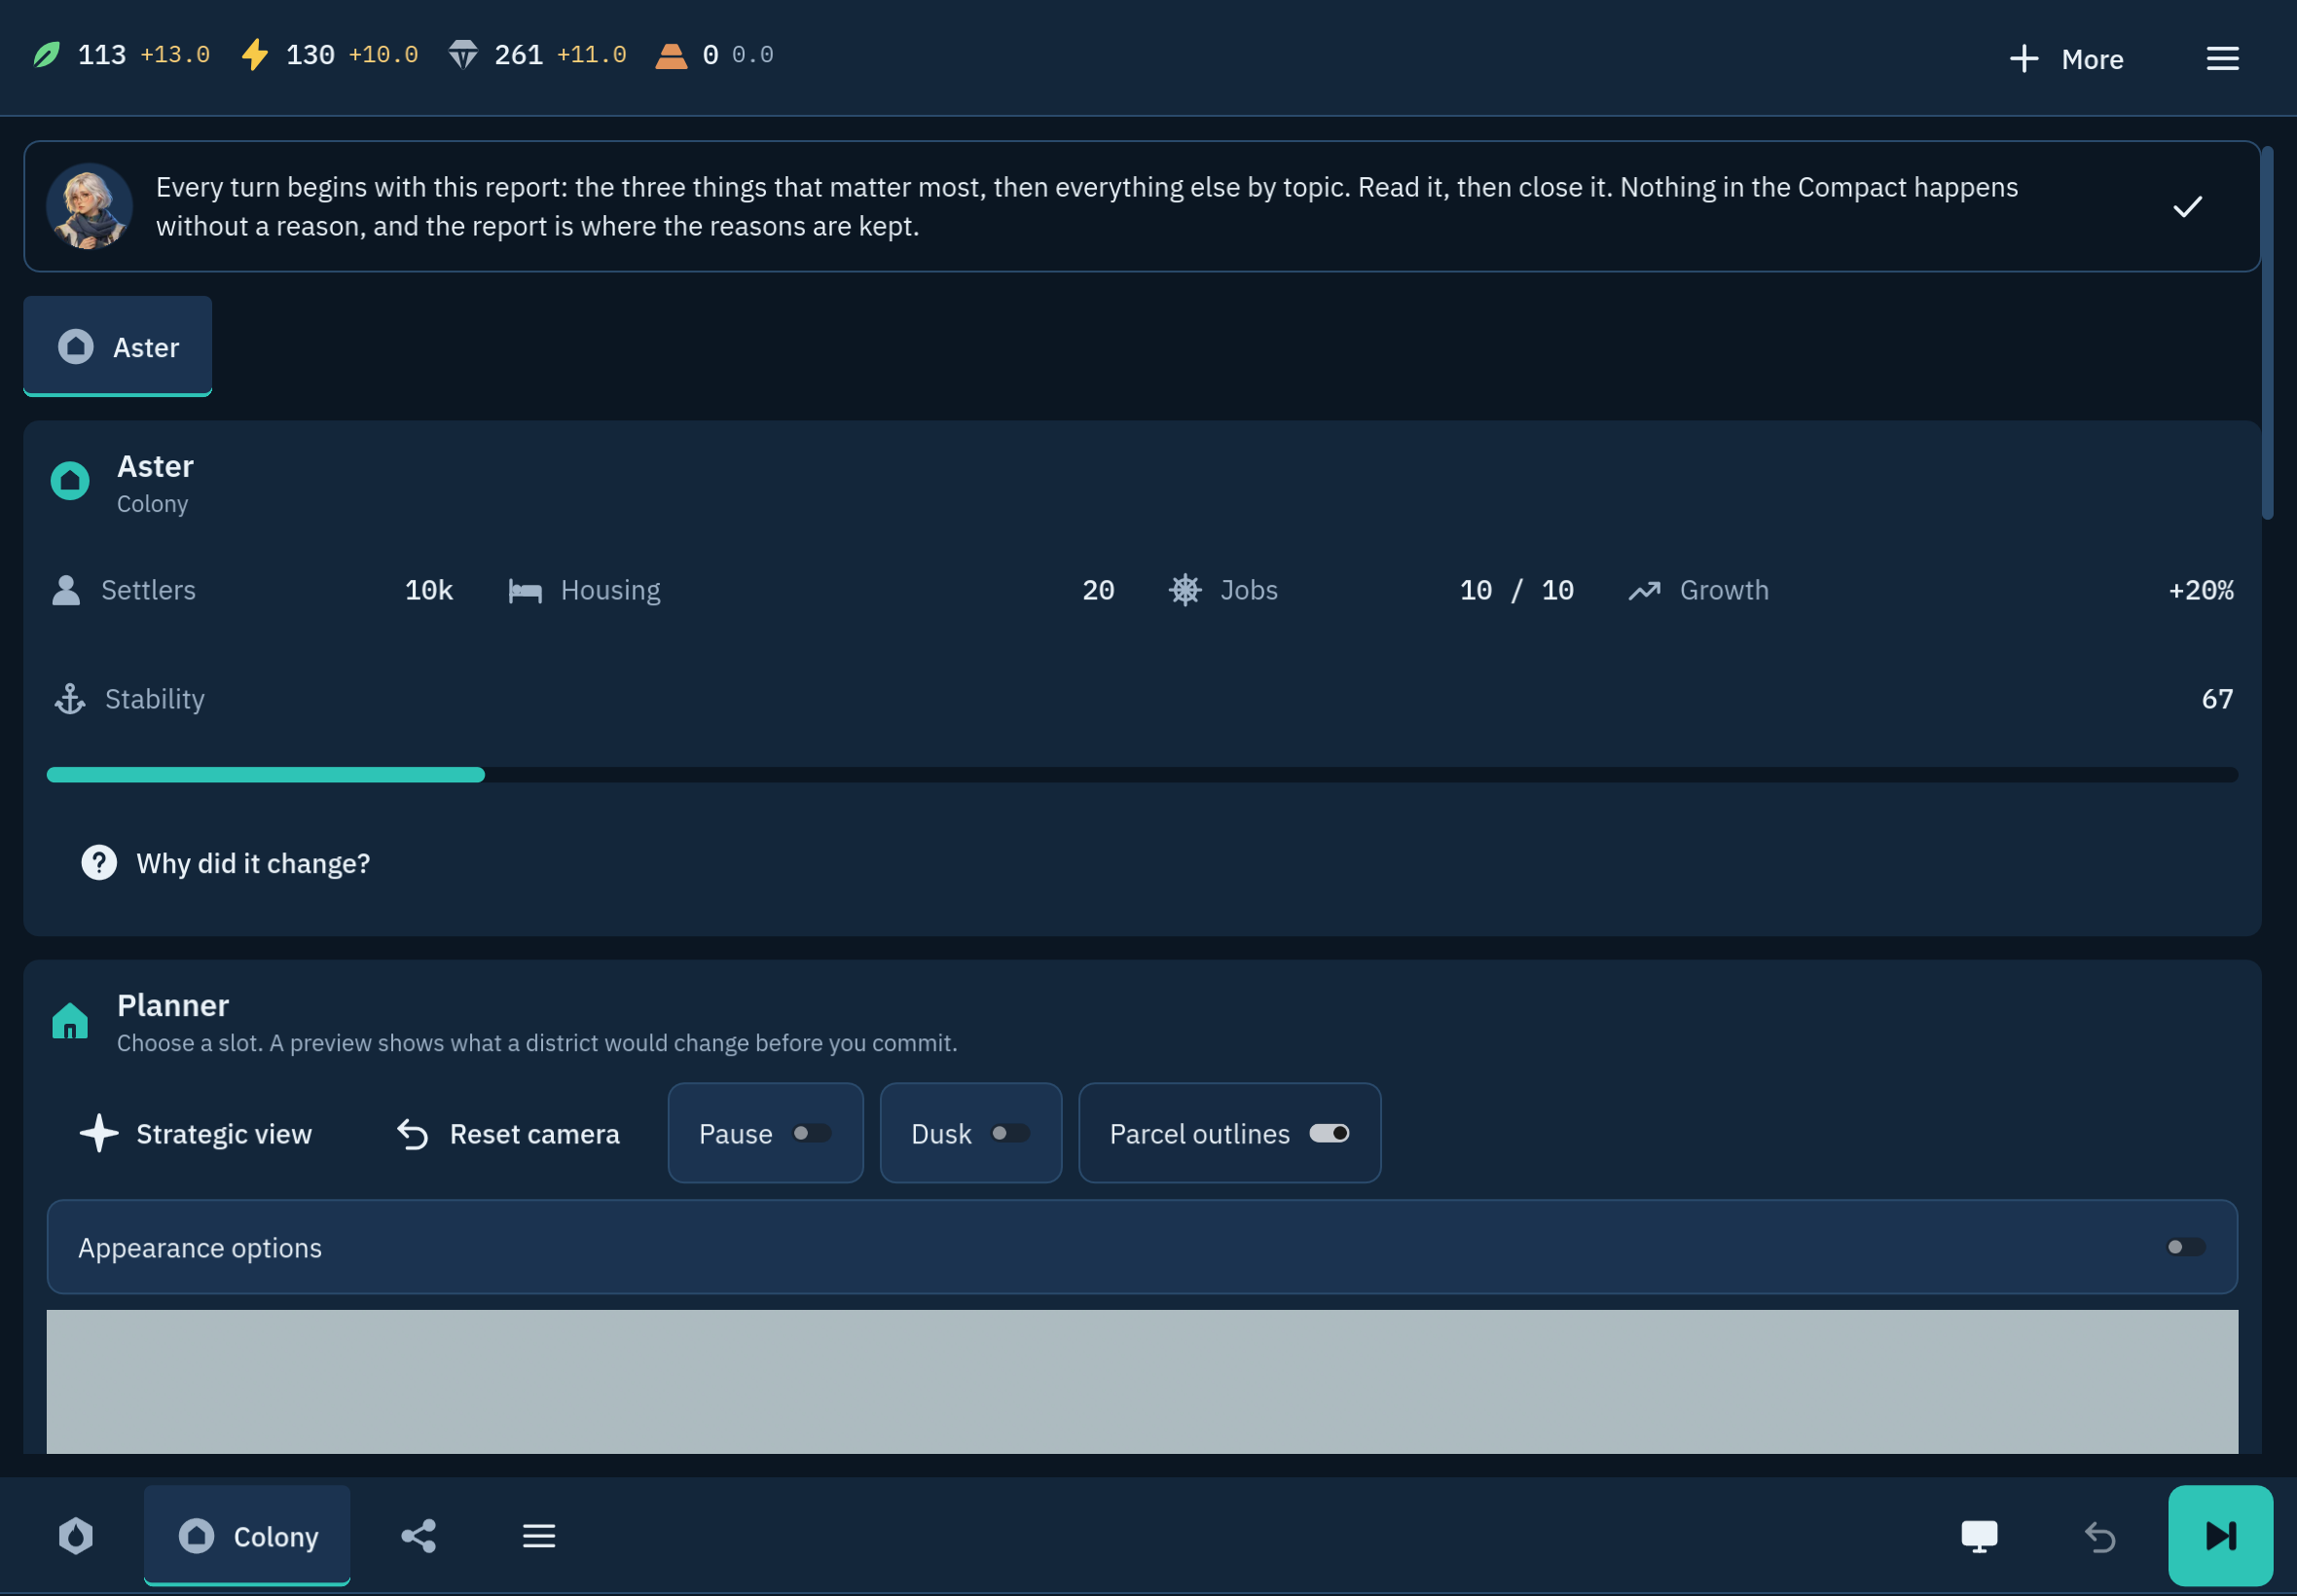 113 +13.0 130 +10.0 261 +11.0 0 0.0 More
Every turn begins with this report: the three things that matter most, then everything else by topic. Read it, then close it. Nothing in the Compact happens
without a reason, and the report is where the reasons are kept.
Aster
Aster
Colony
Settlers 10k Housing 20 Jobs 10 / 10 Growth +20%
Stability 67
Why did it change?
Planner
Choose a slot. A preview shows what a district would change before you commit.
Strategic view Reset camera Pause Dusk Parcel outlines
Appearance options
Colony